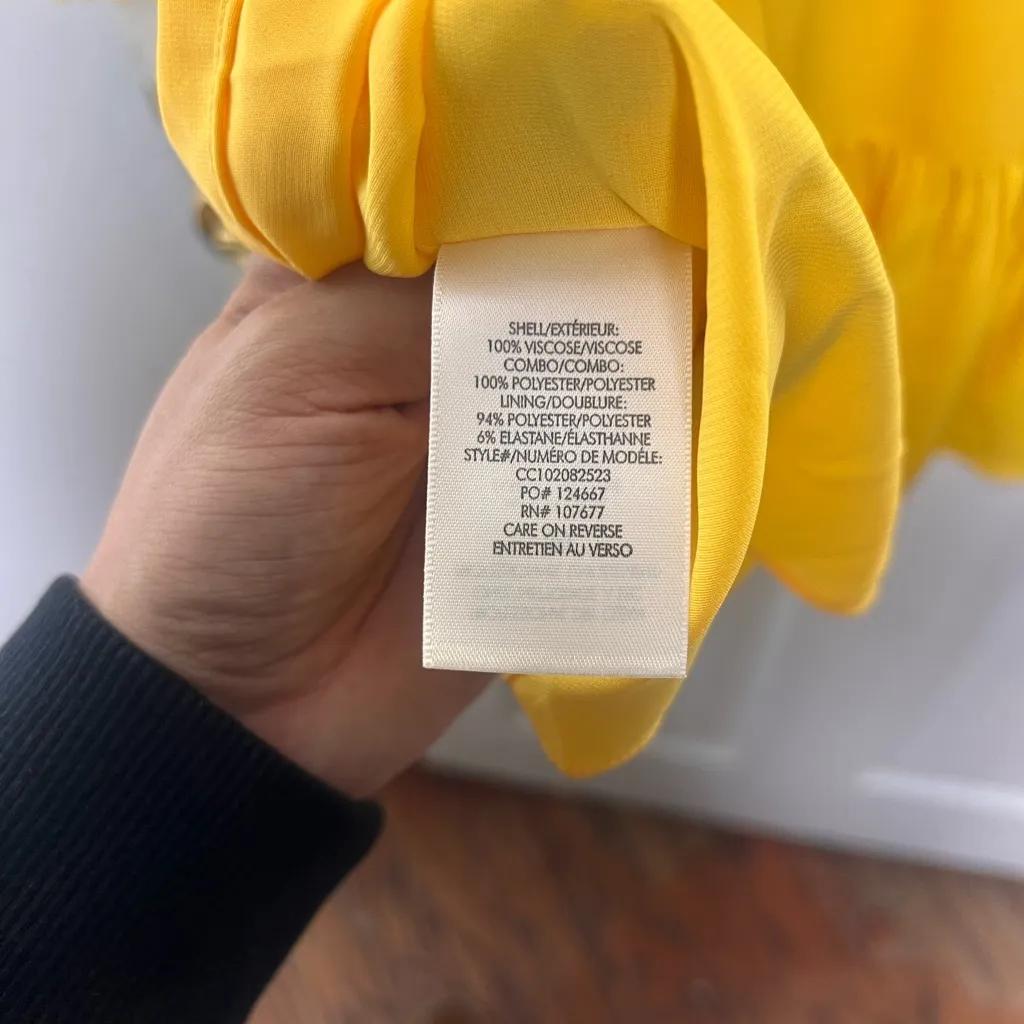 SHELL/EXTÉRIEUR:
100% VISCOSE/VISCOSE
COMBO/COMBO:
100% POLYESTER/POLYESTER
LINING/DOUBLURE:
94% POLYESTER/POLYESTER
6% ELASTANE/ÉLASTHANNE
STYLE#/NUMÉRO DE MODÉLE:
CC102082523
PO# 124667
RN# 107677
CARE ON REVERSE
ENTRETIEN AU VERSO